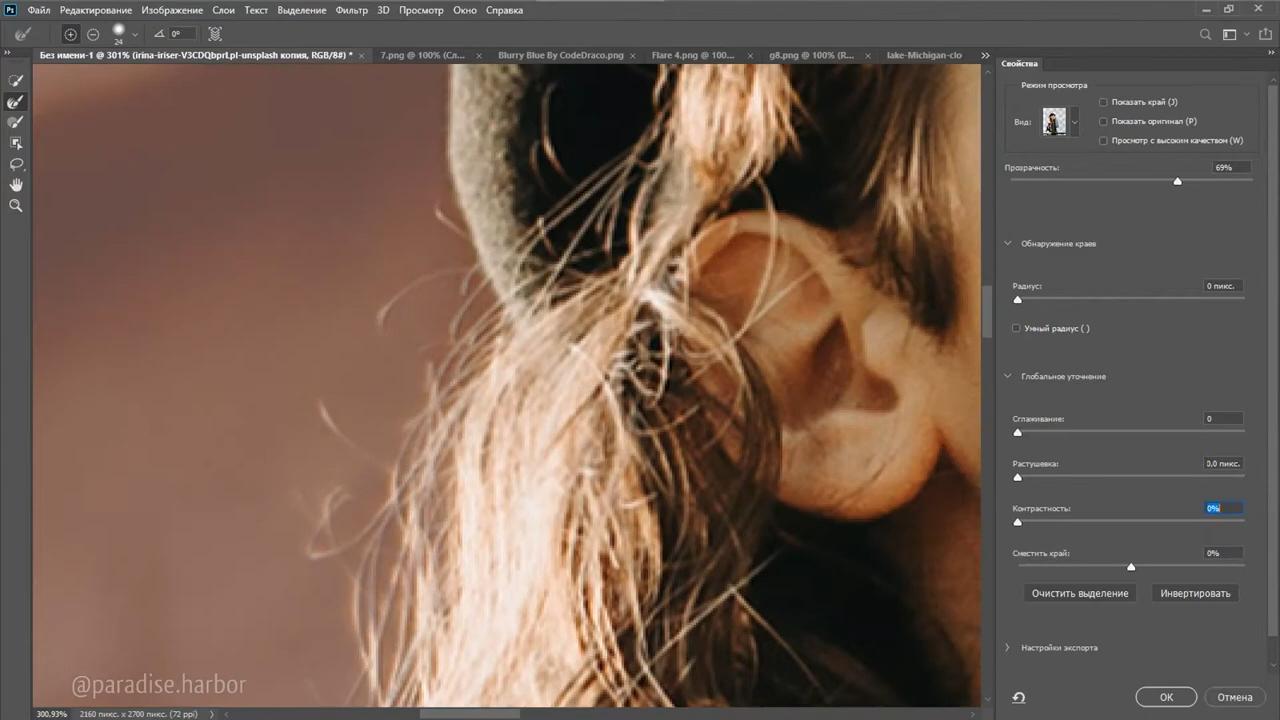 Ps Файл Редактирование Изображение Слои Текст Выделение Фильтр 3D Просмотр Окно Справка
24 0°
Без имени-1 @ 301% (irina-iriser-V3CDQbprLpI-unsplash копия, RGB/8#) * × 7.png @ 100% (Сл... × Blurry Blue By CodeDraco.png × Flare 4.png @ 100... × g8.png @ 100% (R... × lake-Michigan-clo
Свойства
Режим просмотра
Вид:
Показать край (J)
Показать оригинал (P)
Просмотр с высоким качеством (W)
Прозрачность: 69%
Обнаружение краев
Радиус: 0 пикс.
Умный радиус ( )
Глобальное уточнение
Сглаживание: 0
Растушевка: 0,0 пикс.
Контрастность: 0%
Сместить край: 0%
Очистить выделение Инвертировать
Настройки экспорта
@paradise.harbor
OK Отмена
300.93% 2160 пикс. x 2700 пикс. (72 ppi)